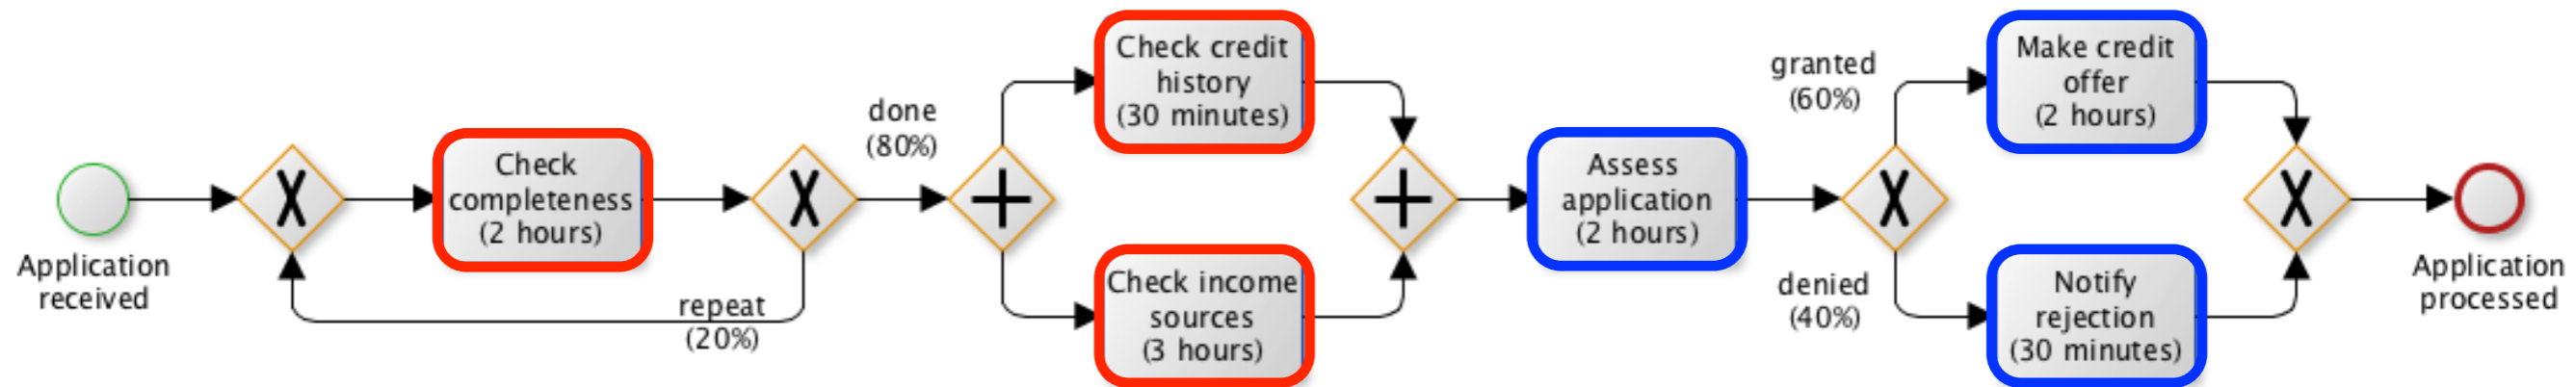 Application
received
Check
completeness
(2 hours)
repeat
(20%)
done
(80%)
Check credit
history
(30 minutes)
Check income
sources
(3 hours)
Assess
application
(2 hours)
granted
(60%)
denied
(40%)
Make credit
offer
(2 hours)
Notify
rejection
(30 minutes)
Application
processed